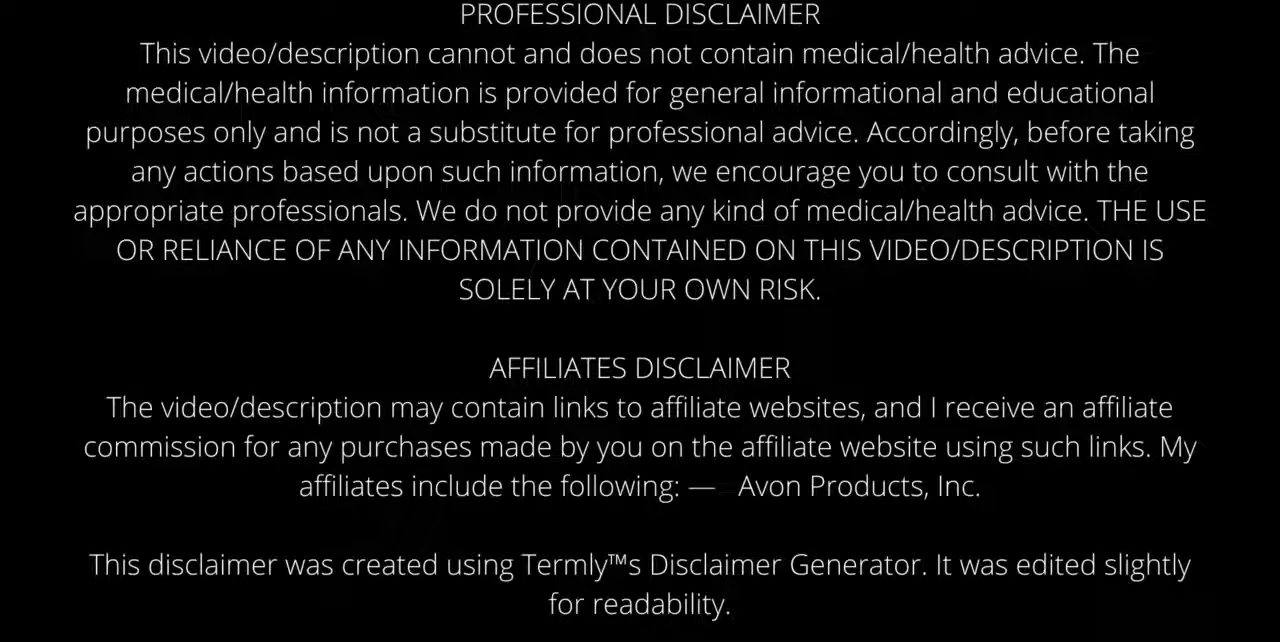 PROFESSIONAL DISCLAIMER
This video/description cannot and does not contain medical/health advice. The
medical/health information is provided for general informational and educational
purposes only and is not a substitute for professional advice. Accordingly, before taking
any actions based upon such information, we encourage you to consult with the
appropriate professionals. We do not provide any kind of medical/health advice. THE USE
OR RELIANCE OF ANY INFORMATION CONTAINED ON THIS VIDEO/DESCRIPTION IS
SOLELY AT YOUR OWN RISK.
AFFILIATES DISCLAIMER
The video/description may contain links to affiliate websites, and I receive an affiliate
commission for any purchases made by you on the affiliate website using such links. My
affiliates include the following: — Avon Products, Inc.
This disclaimer was created using Termly™s Disclaimer Generator. It was edited slightly
for readability.